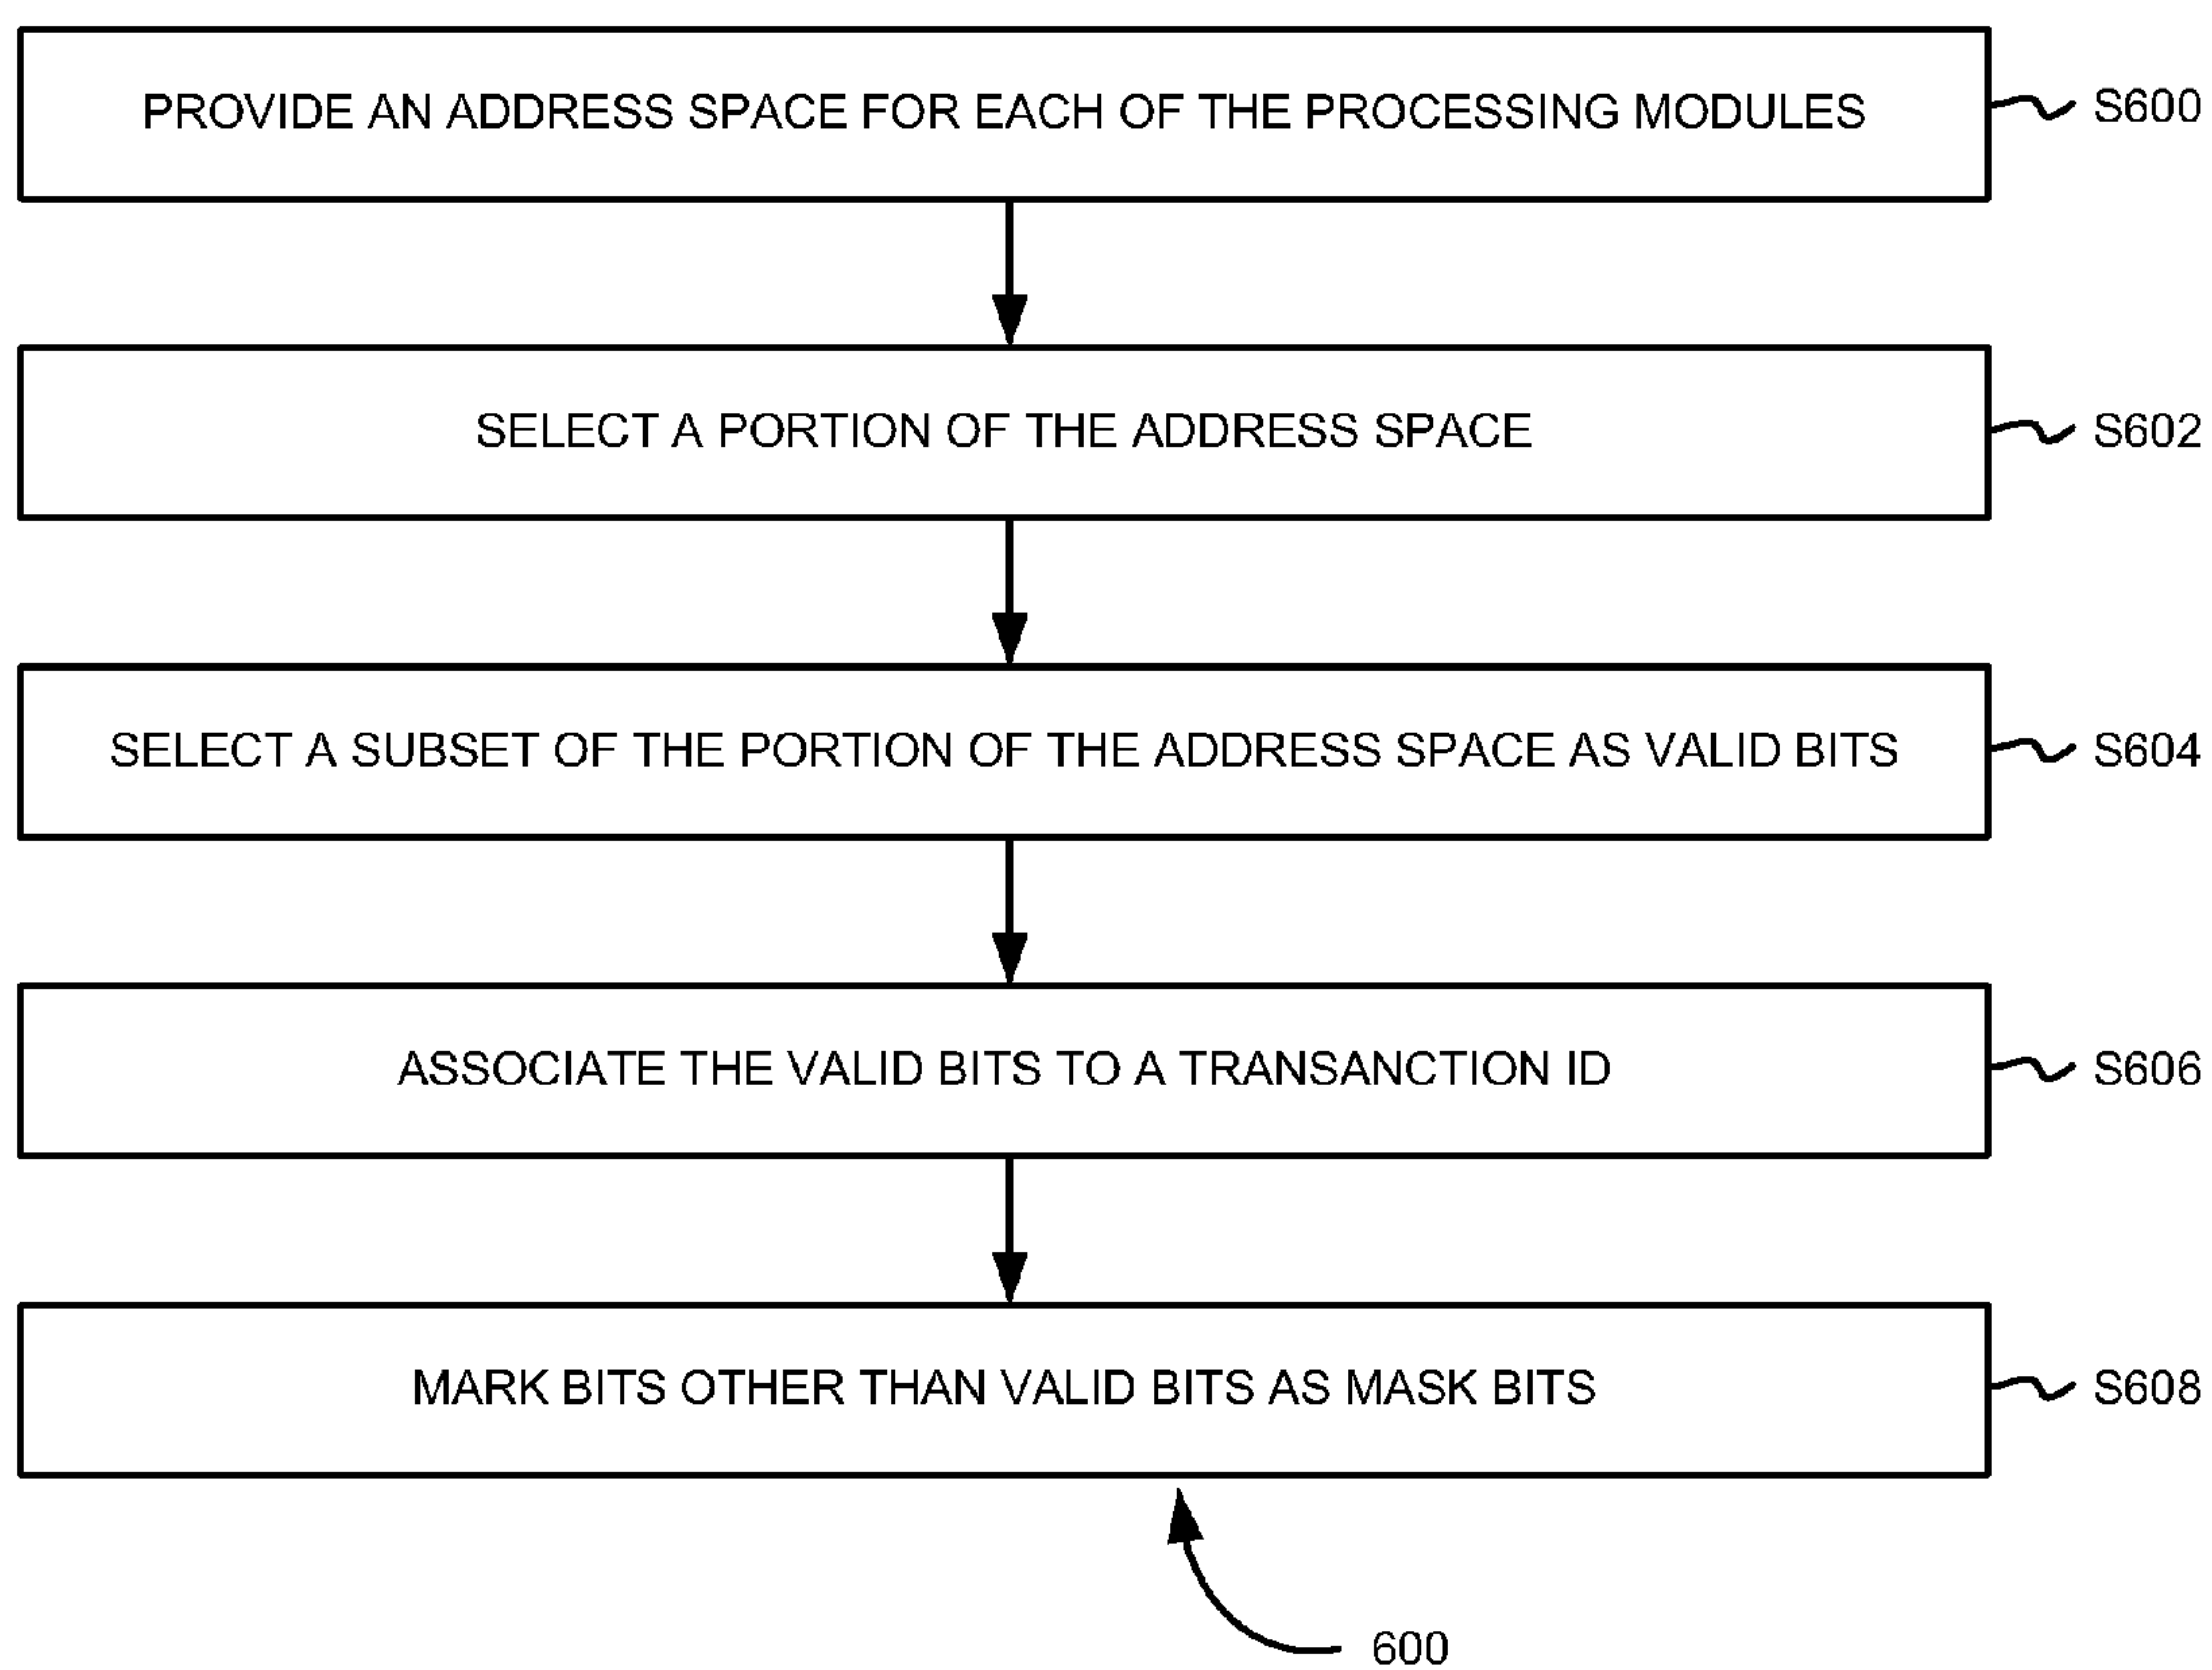 PROVIDE AN ADDRESS SPACE FOR EACH OF THE PROCESSING MODULES
S600
SELECT A PORTION OF THE ADDRESS SPACE
S602
SELECT A SUBSET OF THE PORTION OF THE ADDRESS SPACE AS VALID BITS
S604
ASSOCIATE THE VALID BITS TO A TRANSANCTION ID
S606
MARK BITS OTHER THAN VALID BITS AS MASK BITS
S608
600